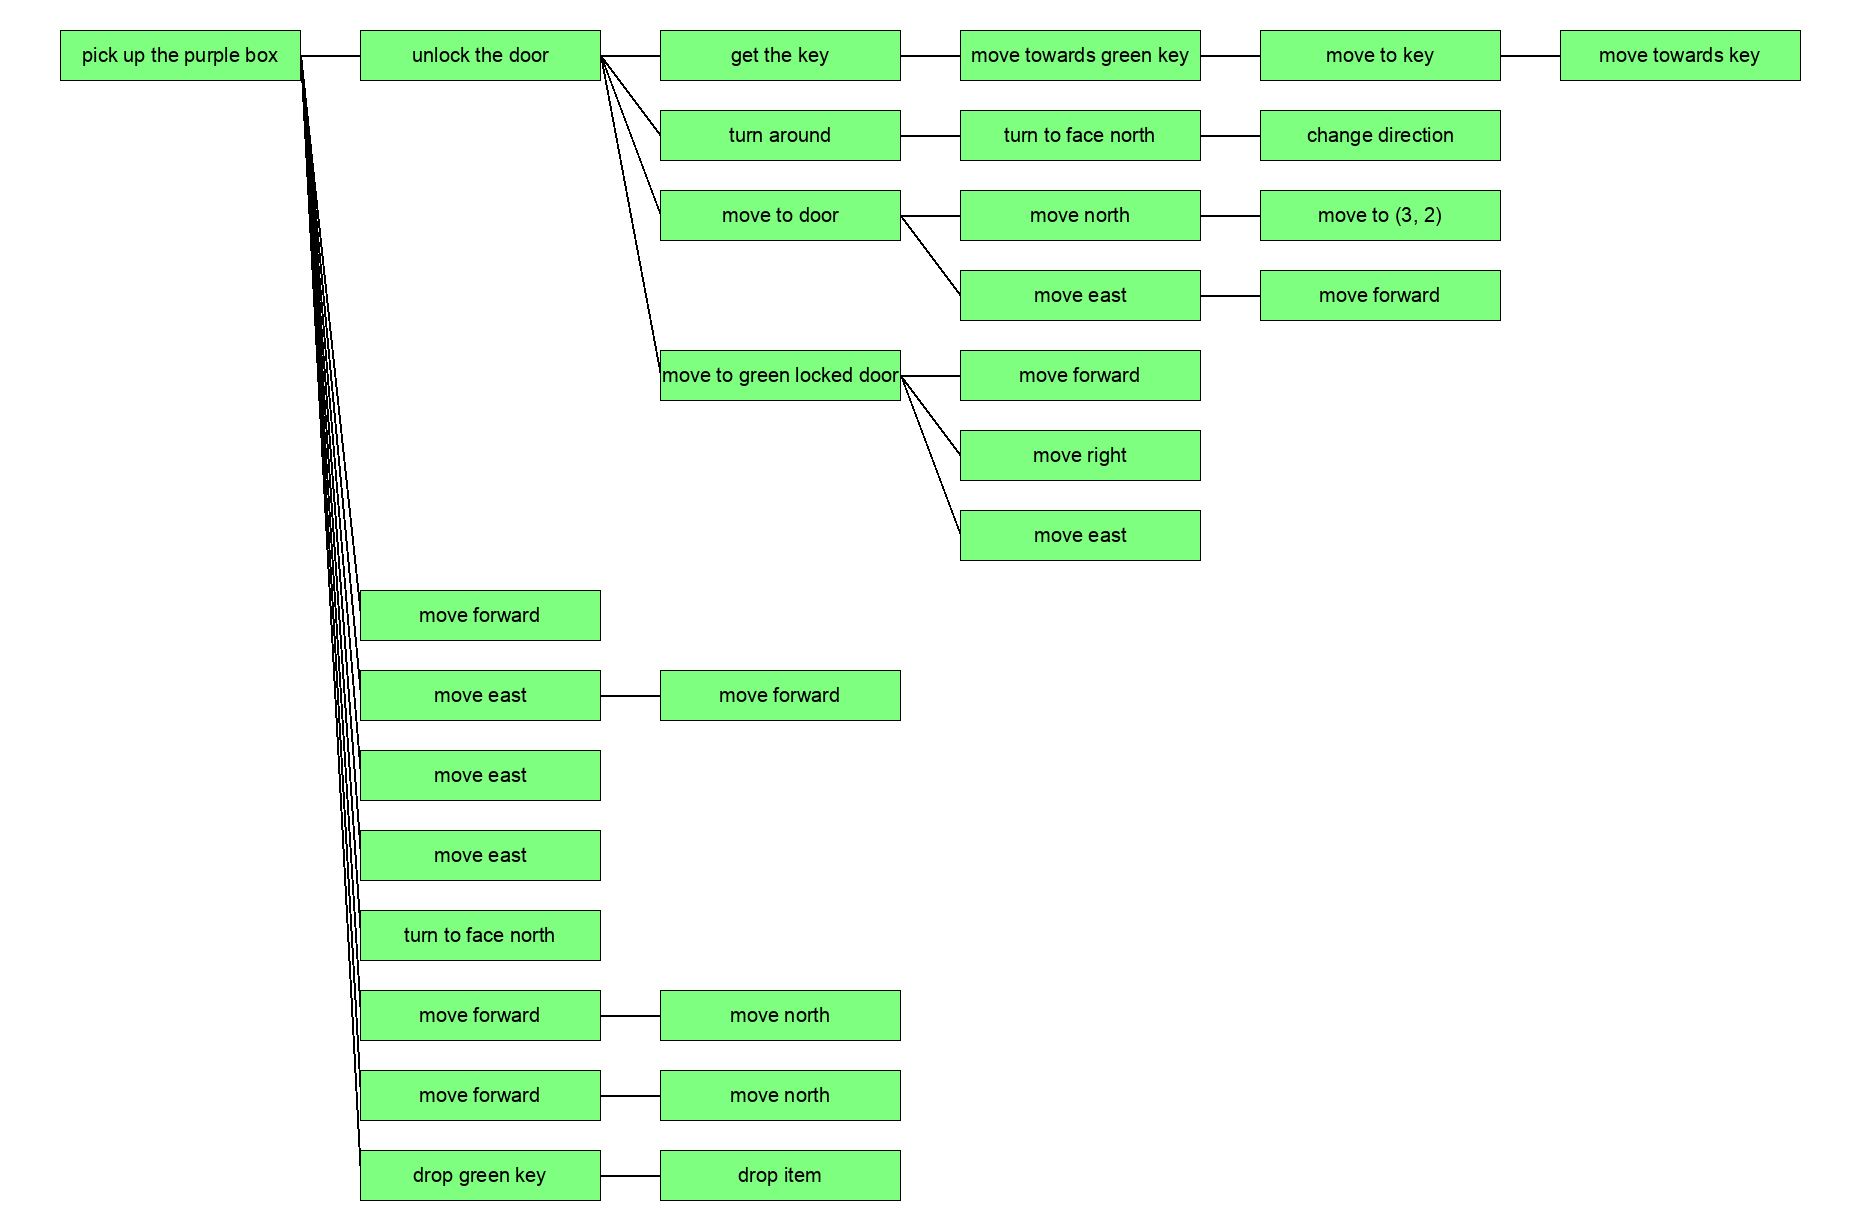 pick up the purple box
unlock the door
get the key
move towards green key
move to key
move towards key
turn around
turn to face north
change direction
move to door
move north
move to (3, 2)
move east
move forward
move to green locked door
move forward
move right
move east
move forward
move east
move forward
move east
move east
turn to face north
move forward
move north
move forward
move north
drop green key
drop item